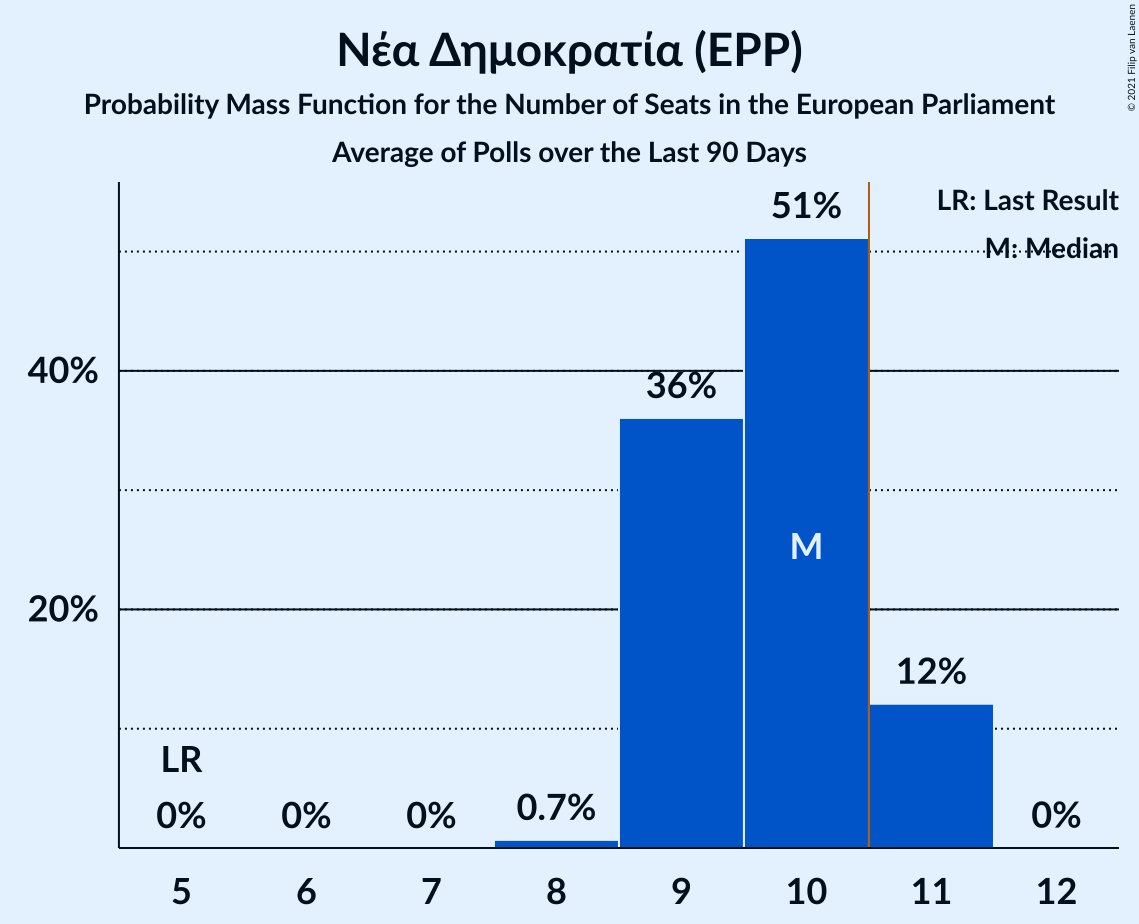 Νέα Δημοκρατία (EPP)
Probability Mass Function for the Number of Seats in the European Parliament
Average of Polls over the Last 90 Days
© 2021 Filip van Laenen
LR: Last Result
M: Median
51%
40%
36%
M
20%
12%
LR
0%
0%
0%
0.7%
0%
5
6
7
8
9
10
11
12